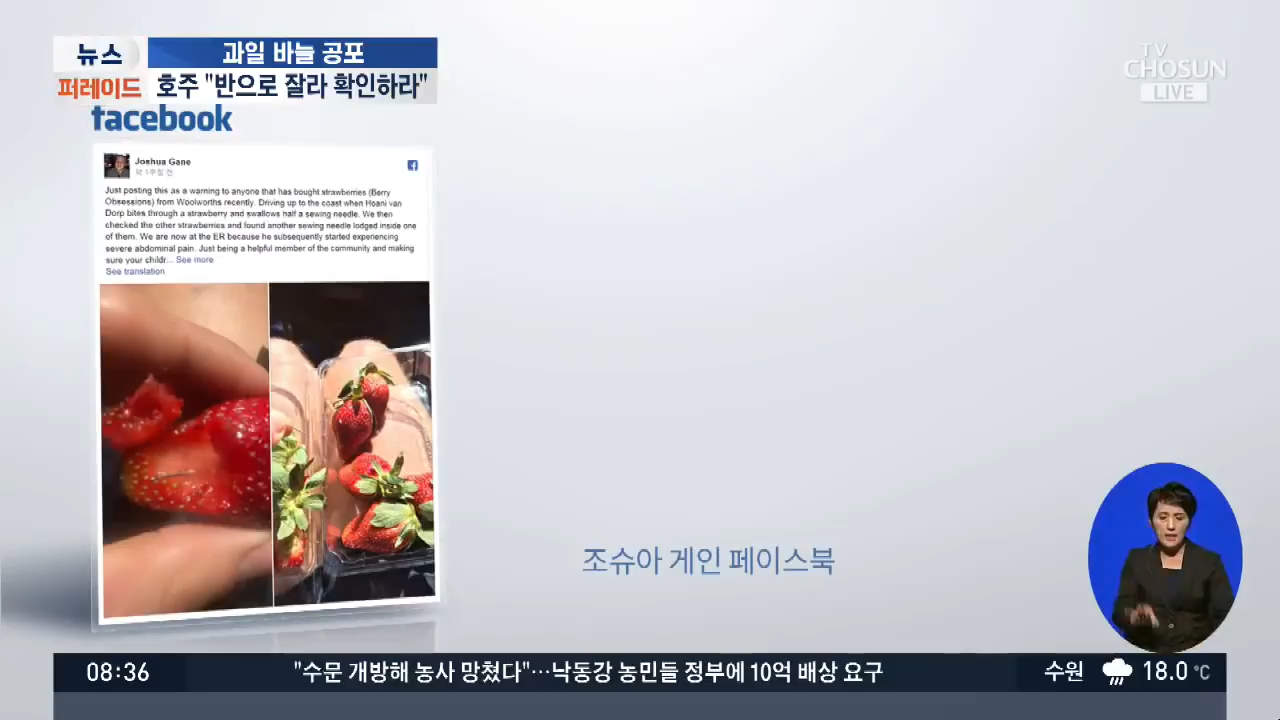 뉴스
퍼레이드
과일 바늘 공포
호주 "반으로 잘라 확인하라"
TV
CHOSUN
LIVE
facebook
Joshua Gane
약 1주일 전
Just posting this as a warning to anyone that has bought strawberries (Berry
Obsessions) from Woolworths recently. Driving up to the coast when Hoani van
Dorp bites through a strawberry and swallows half a sewing needle. We then
checked the other strawberries and found another sewing needle lodged inside one
of them. We are now at the ER because he subsequently started experiencing
severe abdominal pain. Just being a helpful member of the community and making
sure your childr... See more
See translation
조슈아 게인 페이스북
08:36
"수문 개방해 농사 망쳤다"…낙동강 농민들 정부에 10억 배상 요구
수원
18.0 ℃